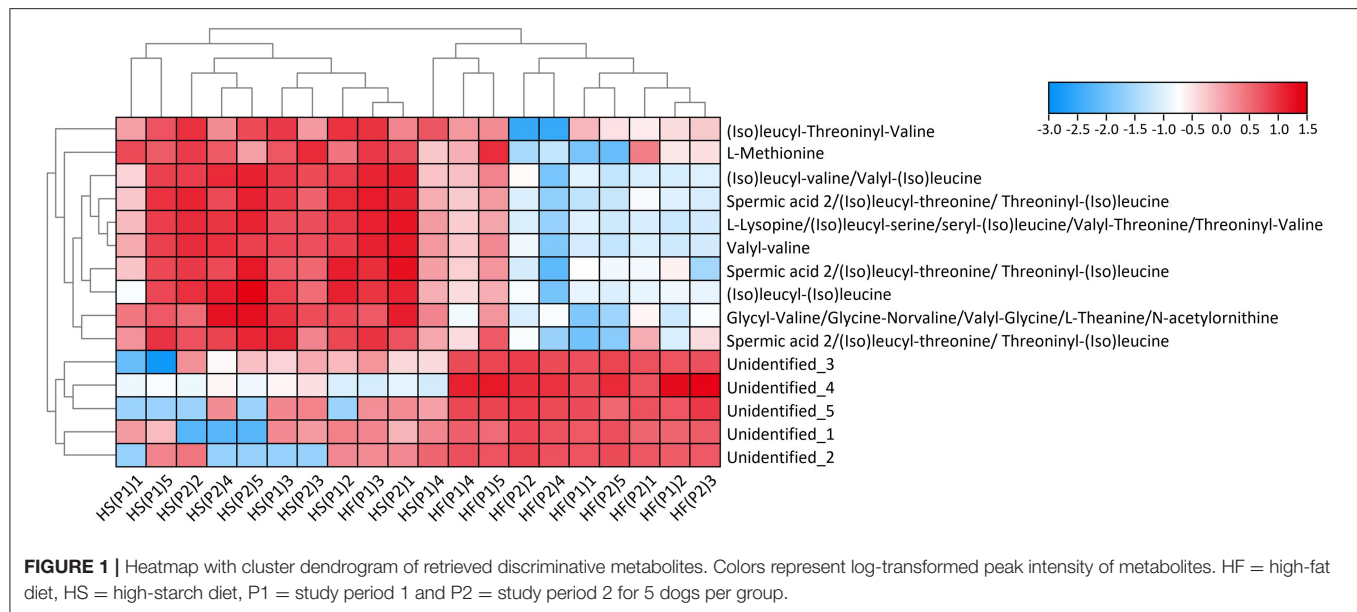 -3.0 -2.5 -2.0 -1.5 -1.0 -0.5 0.0 0.5 1.0 1.5
(Iso)leucyl-Threoninyl-Valine
L-Methionine
(Iso)leucyl-valine/Valyl-(Iso)leucine
Spermic acid 2/(Iso)leucyl-threonine/ Threoninyl-(Iso)leucine
L-Lysopine/(Iso)leucyl-serine/seryl-(Iso)leucine/Valyl-Threonine/Threoninyl-Valine
Valyl-valine
Spermic acid 2/(Iso)leucyl-threonine/ Threoninyl-(Iso)leucine
(Iso)leucyl-(Iso)leucine
Glycyl-Valine/Glycine-Norvaline/Valyl-Glycine/L-Theanine/N-acetylornithine
Spermic acid 2/(Iso)leucyl-threonine/ Threoninyl-(Iso)leucine
Unidentified_3
Unidentified_4
Unidentified_5
Unidentified_1
Unidentified_2
HS(P1)1 HS(P1)5 HS(P2)2 HS(P2)4 HS(P2)5 HS(P1)3 HS(P2)3 HS(P1)2 HF(P1)3 HS(P2)1 HS(P1)4 HF(P1)4 HF(P1)5 HF(P2)2 HF(P2)4 HF(P1)1 HF(P2)5 HF(P2)1 HF(P1)2 HF(P2)3
FIGURE 1 | Heatmap with cluster dendrogram of retrieved discriminative metabolites. Colors represent log-transformed peak intensity of metabolites. HF = high-fat
diet, HS = high-starch diet, P1 = study period 1 and P2 = study period 2 for 5 dogs per group.